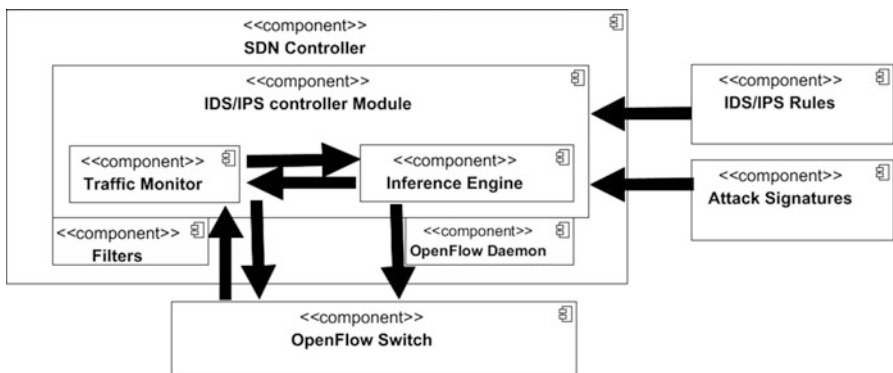 <<component>>
SDN Controller
<<component>>
IDS/IPS controller Module
<<component>>
Traffic Monitor
<<component>>
Inference Engine
<<component>>
Filters
<<component>>
OpenFlow Daemon
<<component>>
OpenFlow Switch
<<component>>
IDS/IPS Rules
<<component>>
Attack Signatures